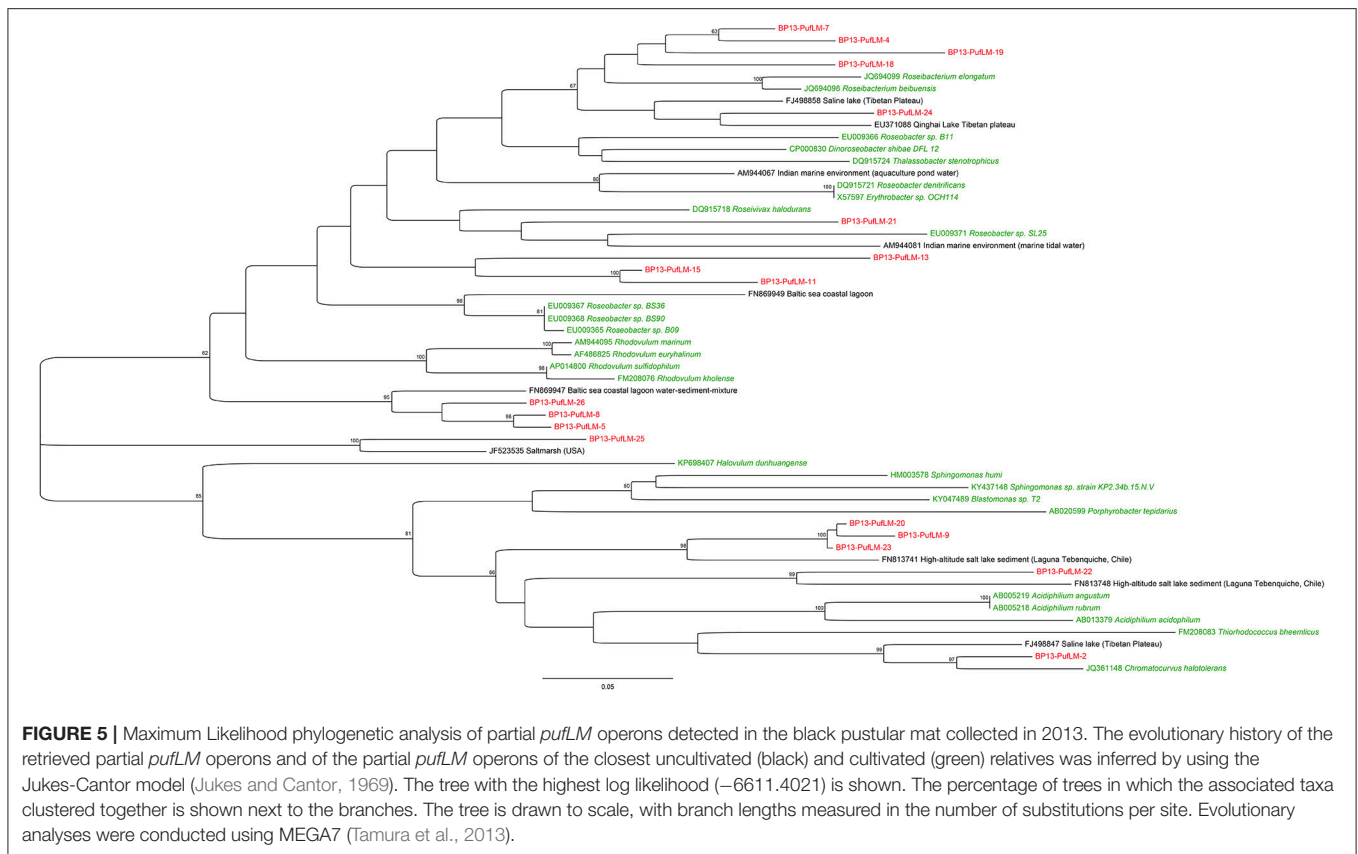 63
BP13-PufLM-7
BP13-PufLM-4
BP13-PufLM-19
BP13-PufLM-18
67
100
JQ694099 Roseibacterium elongatum
JQ694096 Roseibacterium beibuensis
FJ498858 Saline lake (Tibetan Plateau)
BP13-PufLM-24
EU371088 Qinghai Lake Tibetan plateau
EU009366 Roseobacter sp. B11
CP000830 Dinoroseobacter shibae DFL 12
DQ915724 Thalassobacter stenotrophicus
AM944067 Indian marine environment (aquaculture pond water)
80
100
DQ915721 Roseobacter denitrificans
X57597 Erythrobacter sp. OCH114
DQ915718 Roseivivax halodurans
BP13-PufLM-21
EU009371 Roseobacter sp. SL25
AM944081 Indian marine environment (marine tidal water)
BP13-PufLM-13
100
BP13-PufLM-15
BP13-PufLM-11
FN869949 Baltic sea coastal lagoon
81
EU009367 Roseobacter sp. BS36
EU009368 Roseobacter sp. BS90
EU009365 Roseobacter sp. B09
62
100
100
AM944095 Rhodovulum marinum
AF486825 Rhodovulum euryhalinum
AP014800 Rhodovulum sulfidophilum
FM208076 Rhodovulum kholense
95
FN869947 Baltic sea coastal lagoon water-sediment-mixture
BP13-PufLM-26
BP13-PufLM-8
BP13-PufLM-5
100
BP13-PufLM-25
JF523535 Saltmarsh (USA)
KP698407 Halovulum dunhuangense
HM003578 Sphingomonas humi
60
KY437148 Sphingomonas sp. strain KP2.34b.15.N.V
KY047489 Blastomonas sp. T2
AB020599 Porphyrobacter tepidarius
81
BP13-PufLM-20
100
BP13-PufLM-9
BP13-PufLM-23
FN813741 High-altitude salt lake sediment (Laguna Tebenquiche, Chile)
66
99
BP13-PufLM-22
FN813748 High-altitude salt lake sediment (Laguna Tebenquiche, Chile)
100
AB005219 Acidiphilium angustum
AB005218 Acidiphilium rubrum
100
AB013379 Acidiphilium acidophilum
FM208083 Thiorhodococcus bheemlicus
FJ498847 Saline lake (Tibetan Plateau)
99
97
BP13-PufLM-2
JQ361148 Chromatocurvus halotolerans
0.05
FIGURE 5 | Maximum Likelihood phylogenetic analysis of partial pufLM operons detected in the black pustular mat collected in 2013. The evolutionary history of the
retrieved partial pufLM operons and of the partial pufLM operons of the closest uncultivated (black) and cultivated (green) relatives was inferred by using the
Jukes-Cantor model (Jukes and Cantor, 1969). The tree with the highest log likelihood (−6611.4021) is shown. The percentage of trees in which the associated taxa
clustered together is shown next to the branches. The tree is drawn to scale, with branch lengths measured in the number of substitutions per site. Evolutionary
analyses were conducted using MEGA7 (Tamura et al., 2013).